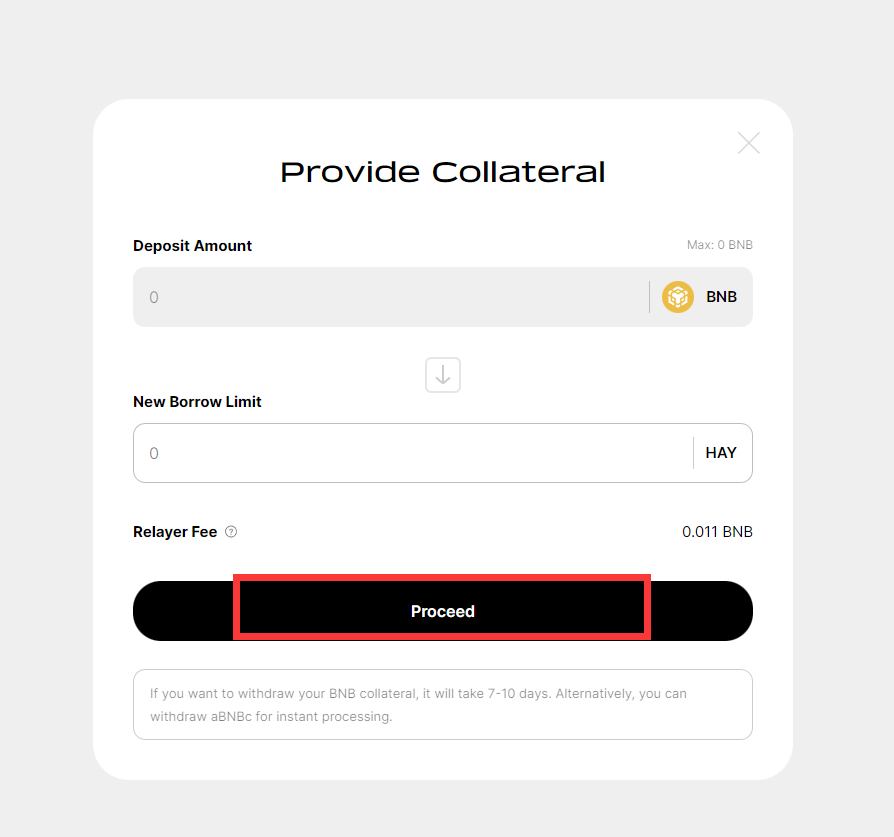 Provide Collateral
Deposit Amount
Max: 0 BNB
0
BNB
New Borrow Limit
0
HAY
Relayer Fee ?
0.011 BNB
Proceed
If you want to withdraw your BNB collateral, it will take 7-10 days. Alternatively, you can
withdraw aBNBc for instant processing.